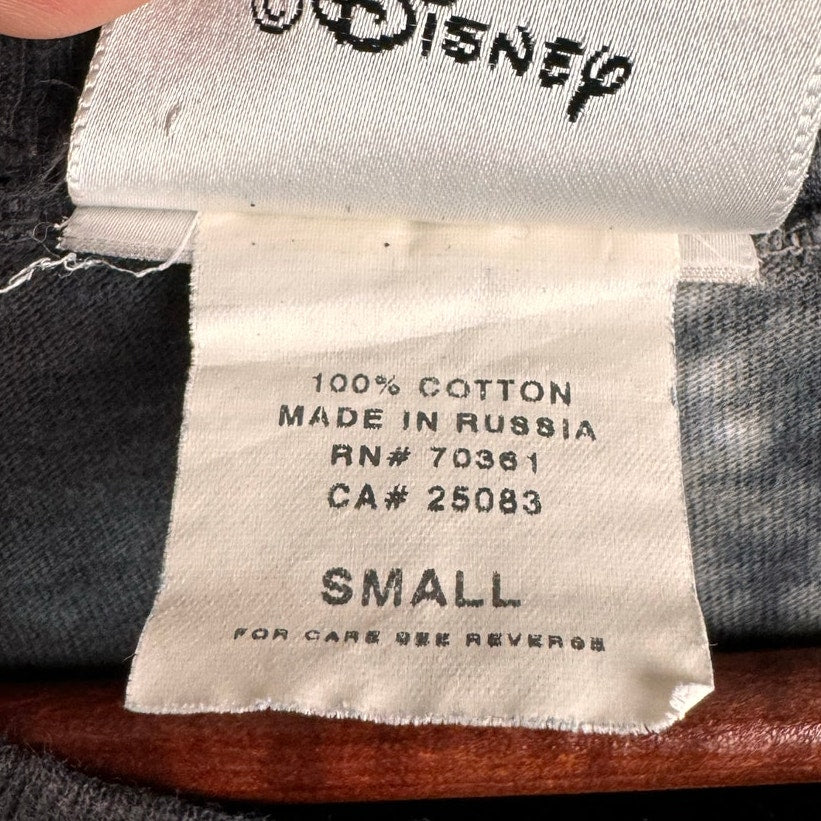 © Disney
100% COTTON
MADE IN RUSSIA
RN# 70361
CA# 25083
SMALL
FOR CARE SEE REVERSE